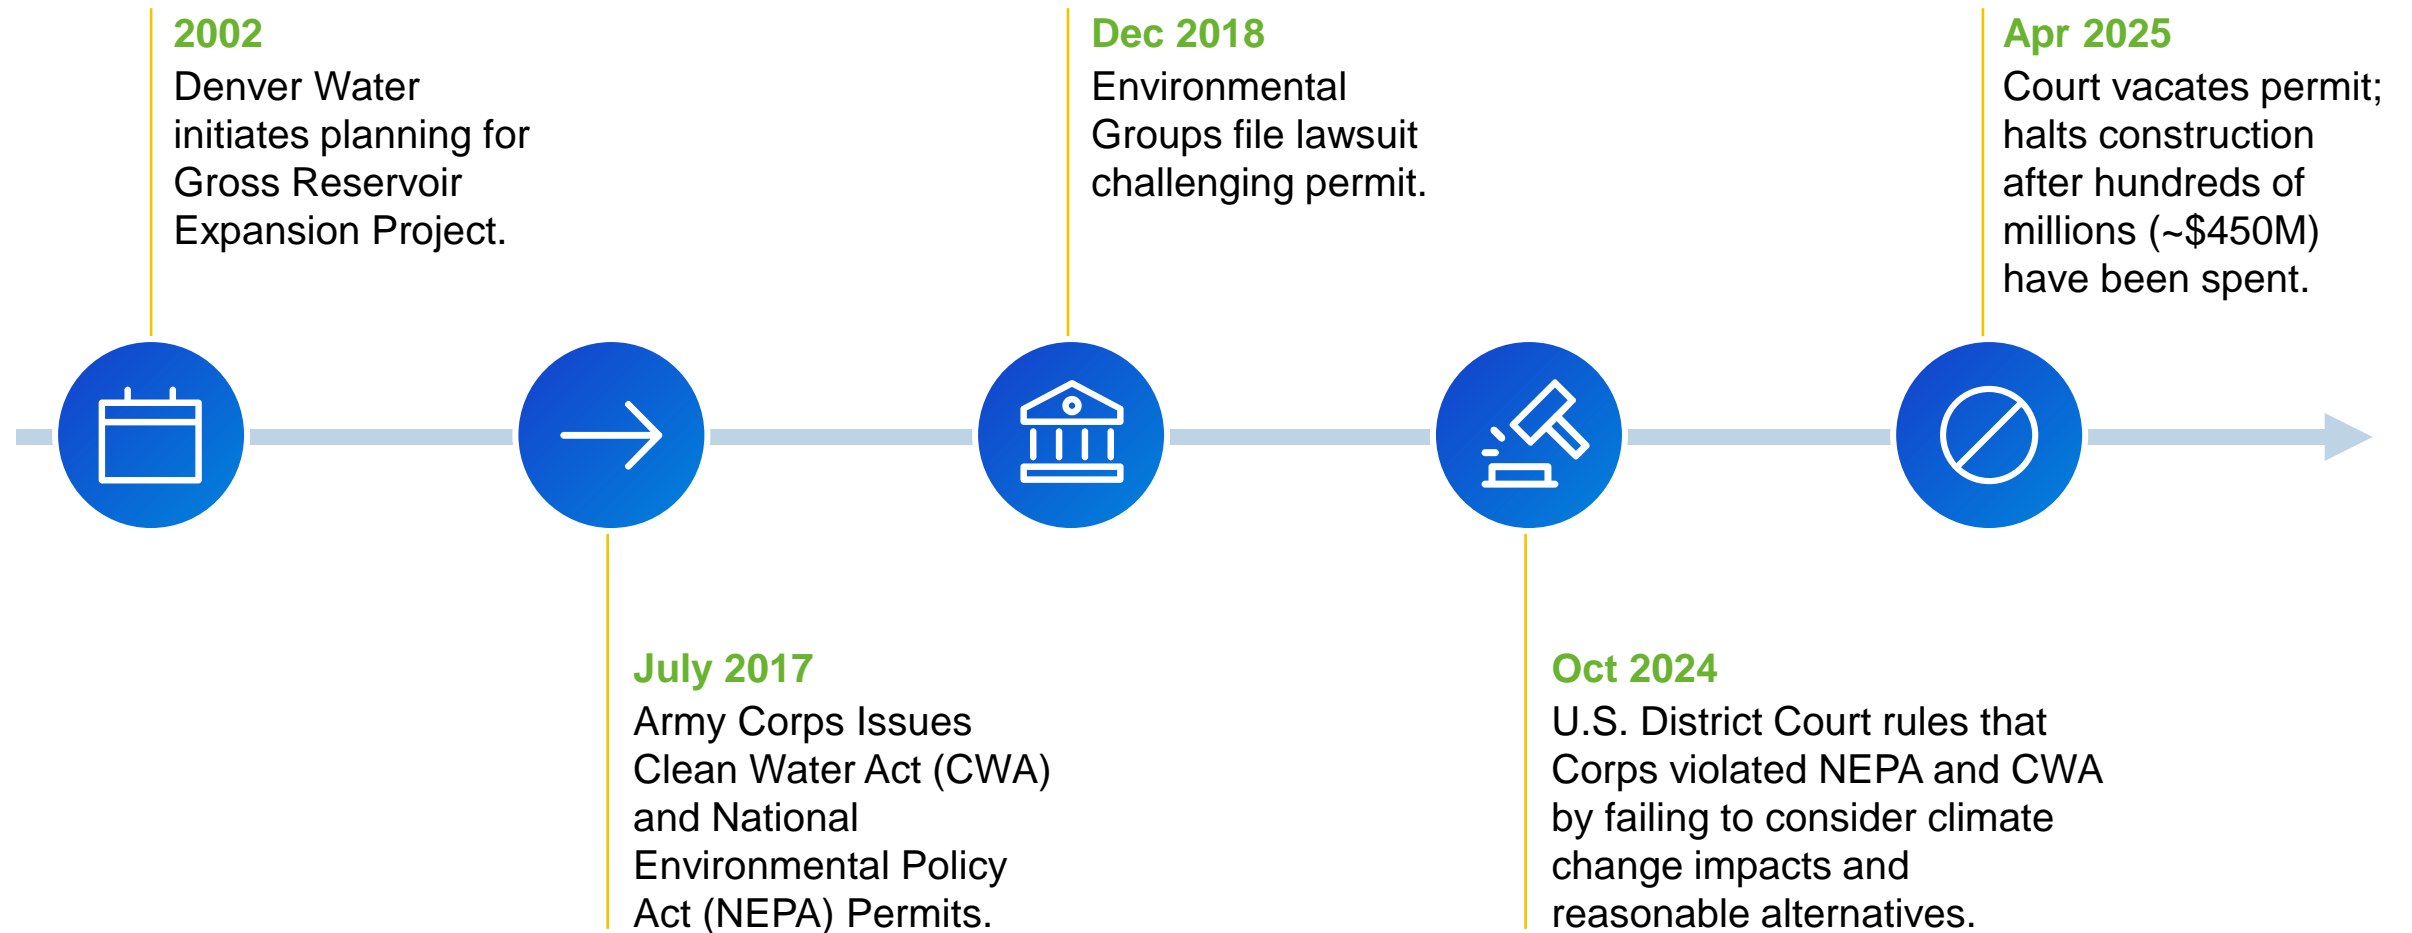 2002
Denver Water
initiates planning for
Gross Reservoir
Expansion Project.
July 2017
Army Corps Issues
Clean Water Act (CWA)
and National
Environmental Policy
Act (NEPA) Permits.
Dec 2018
Environmental
Groups file lawsuit
challenging permit.
Oct 2024
U.S. District Court rules that
Corps violated NEPA and CWA
by failing to consider climate
change impacts and
reasonable alternatives.
Apr 2025
Court vacates permit;
halts construction
after hundreds of
millions (~$450M)
have been spent.